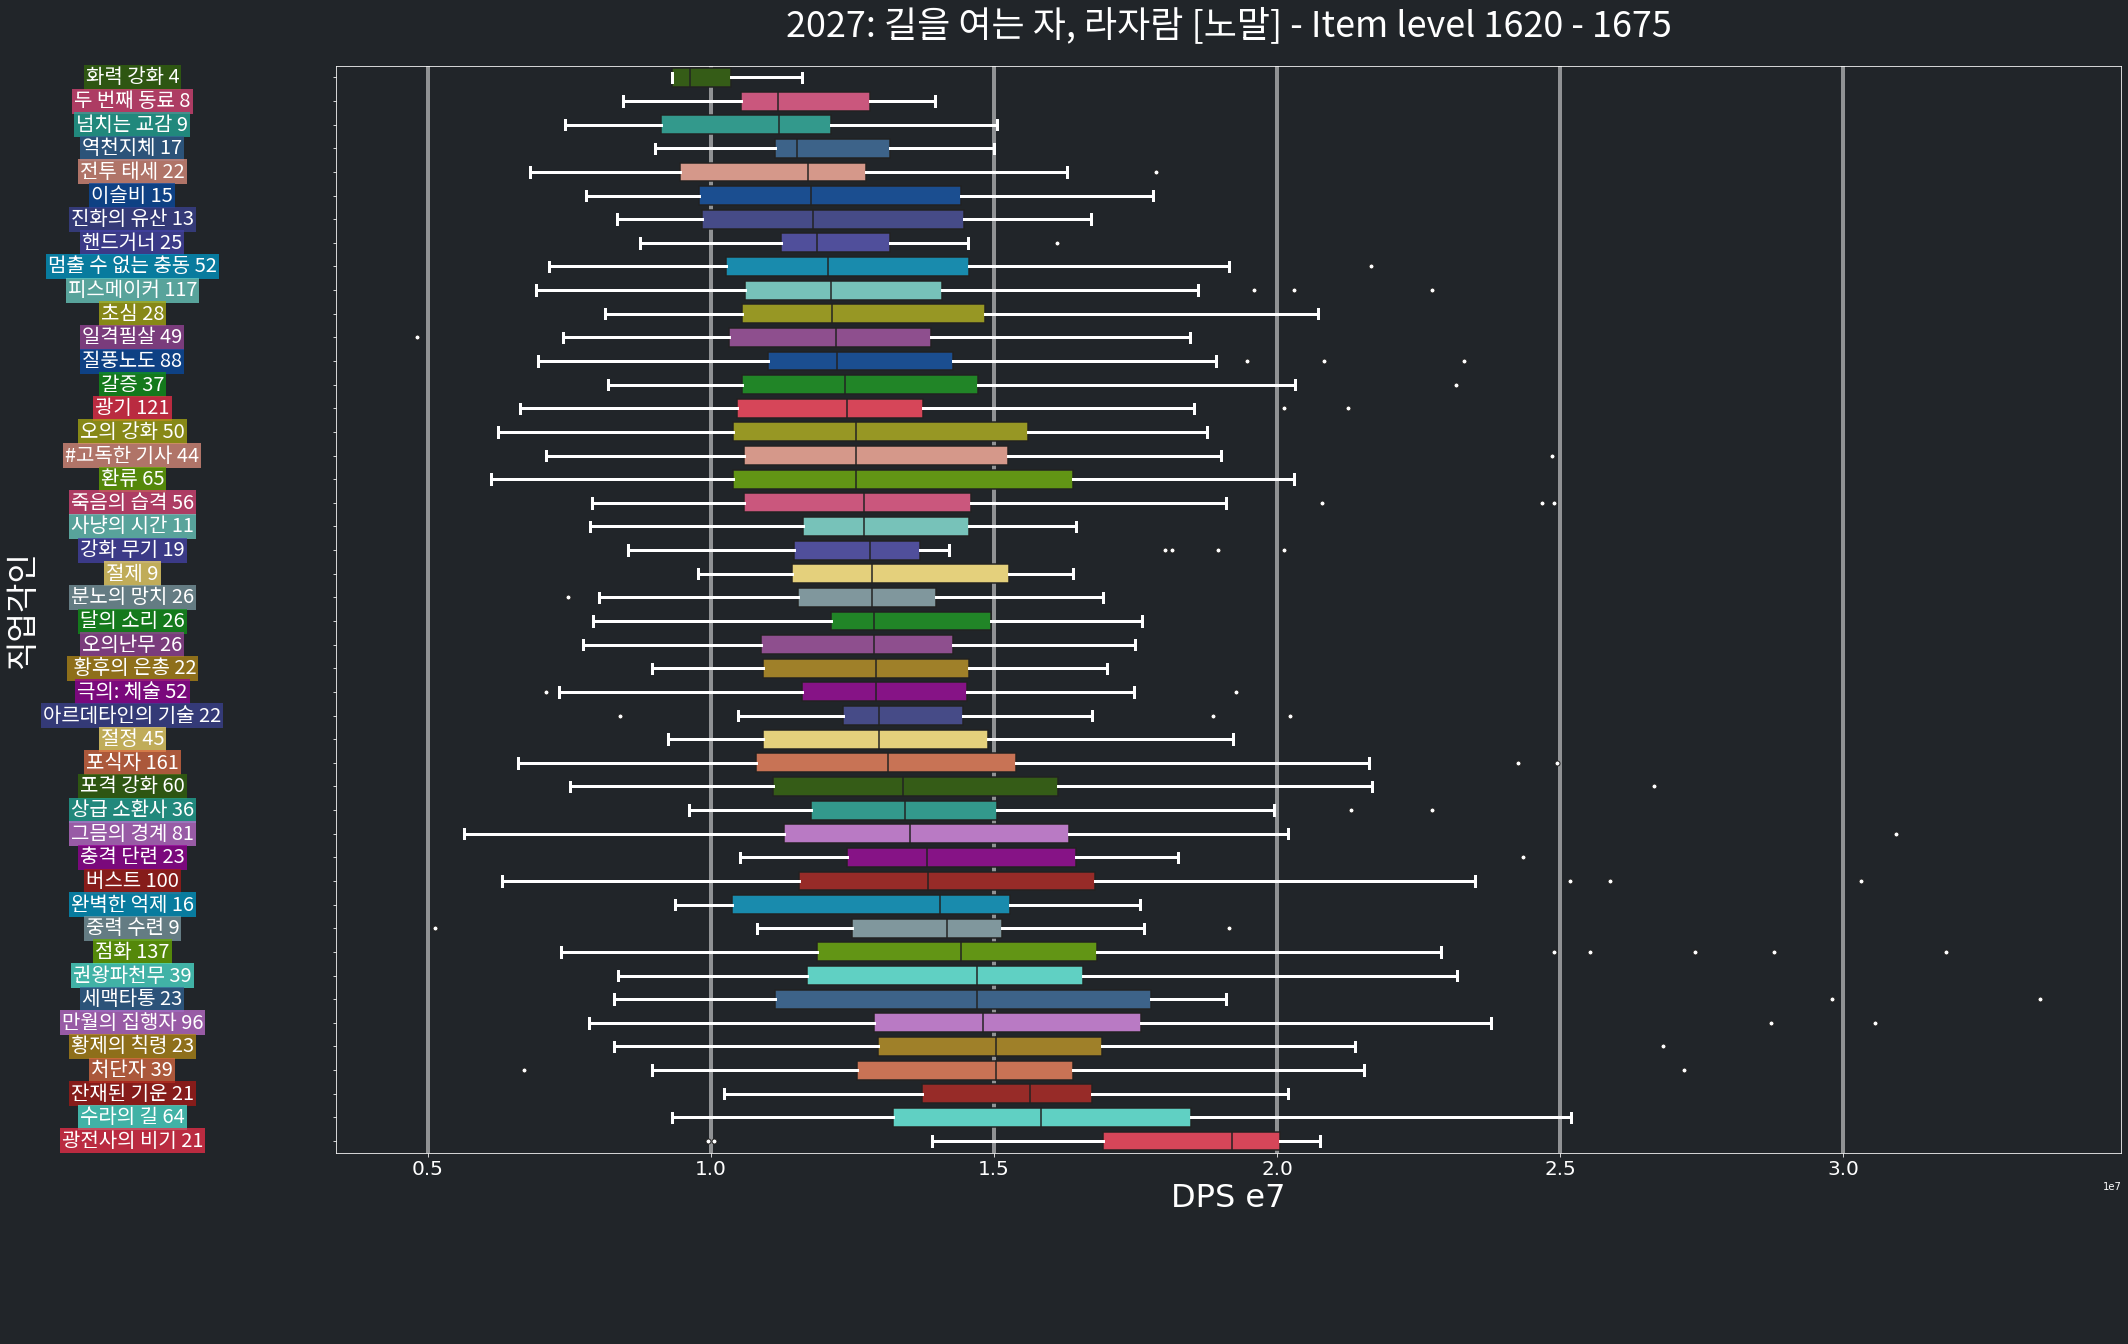 2027: 길을 여는 자, 라자람 [노말] - Item level 1620 - 1675
직업각인
화력 강화 4
두 번째 동료 8
넘치는 교감 9
역천지체 17
전투 태세 22
이슬비 15
진화의 유산 13
핸드거너 25
멈출 수 없는 충동 52
피스메이커 117
초심 28
일격필살 49
질풍노도 88
갈증 37
광기 121
오의 강화 50
#고독한 기사 44
환류 65
죽음의 습격 56
사냥의 시간 11
강화 무기 19
절제 9
분노의 망치 26
달의 소리 26
오의난무 26
황후의 은총 22
극의: 체술 52
아르데타인의 기술 22
절정 45
포식자 161
포격 강화 60
상급 소환사 36
그믐의 경계 81
충격 단련 23
버스트 100
완벽한 억제 16
중력 수련 9
점화 137
권왕파천무 39
세맥타통 23
만월의 집행자 96
황제의 칙령 23
처단자 39
잔재된 기운 21
수라의 길 64
광전사의 비기 21
0.5 1.0 1.5 2.0 2.5 3.0
1e7
DPS e7